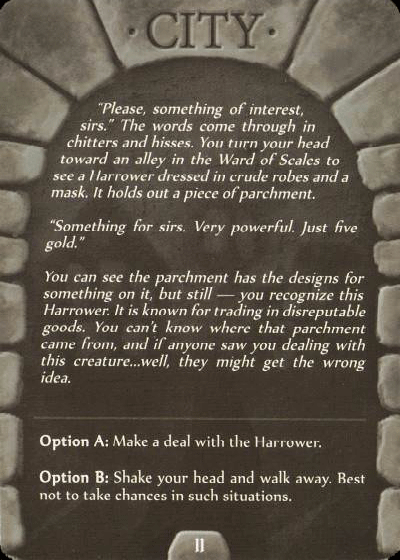 · CITY ·
"Please, something of interest,
sirs." The words come through in
chitters and hisses. You turn your head
toward an alley in the Ward of Scales to
see a Harrower dressed in crude robes and a
mask. It holds out a piece of parchment.
"Something for sirs. Very powerful. Just five
gold."
You can see the parchment has the designs for
something on it, but still — you recognize this
Harrower. It is known for trading in disreputable
goods. You can't know where that parchment
came from, and if anyone saw you dealing with
this creature...well, they might get the wrong
idea.
Option A: Make a deal with the Harrower.
Option B: Shake your head and walk away. Best
not to take chances in such situations.
11